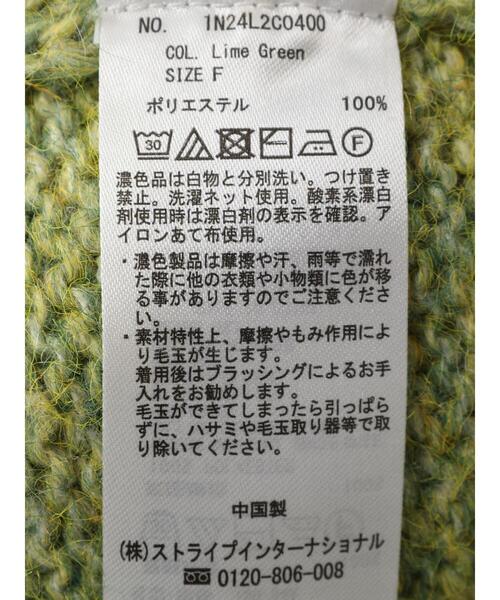 NO. 1N24L2C0400
COL. Lime Green
SIZE F
ポリエステル 100%
30 F
濃色品は白物と分別洗い。つけ置き
禁止。洗濯ネット使用。酸素系漂白
剤使用時は漂白剤の表示を確認。ア
イロンあて布使用。
・濃色製品は摩擦や汗、雨等で濡れ
た際に他の衣類や小物類に色が移
る事がありますのでご注意くださ
い。
・素材特性上、摩擦やもみ作用によ
り毛玉が生じます。
着用後はブラッシングによるお手
入れをお勧めします。
毛玉ができてしまったら引っぱら
ずに、ハサミや毛玉取り器等で取
り除いてください。
中国製
(株)ストライプインターナショナル
0120-806-008